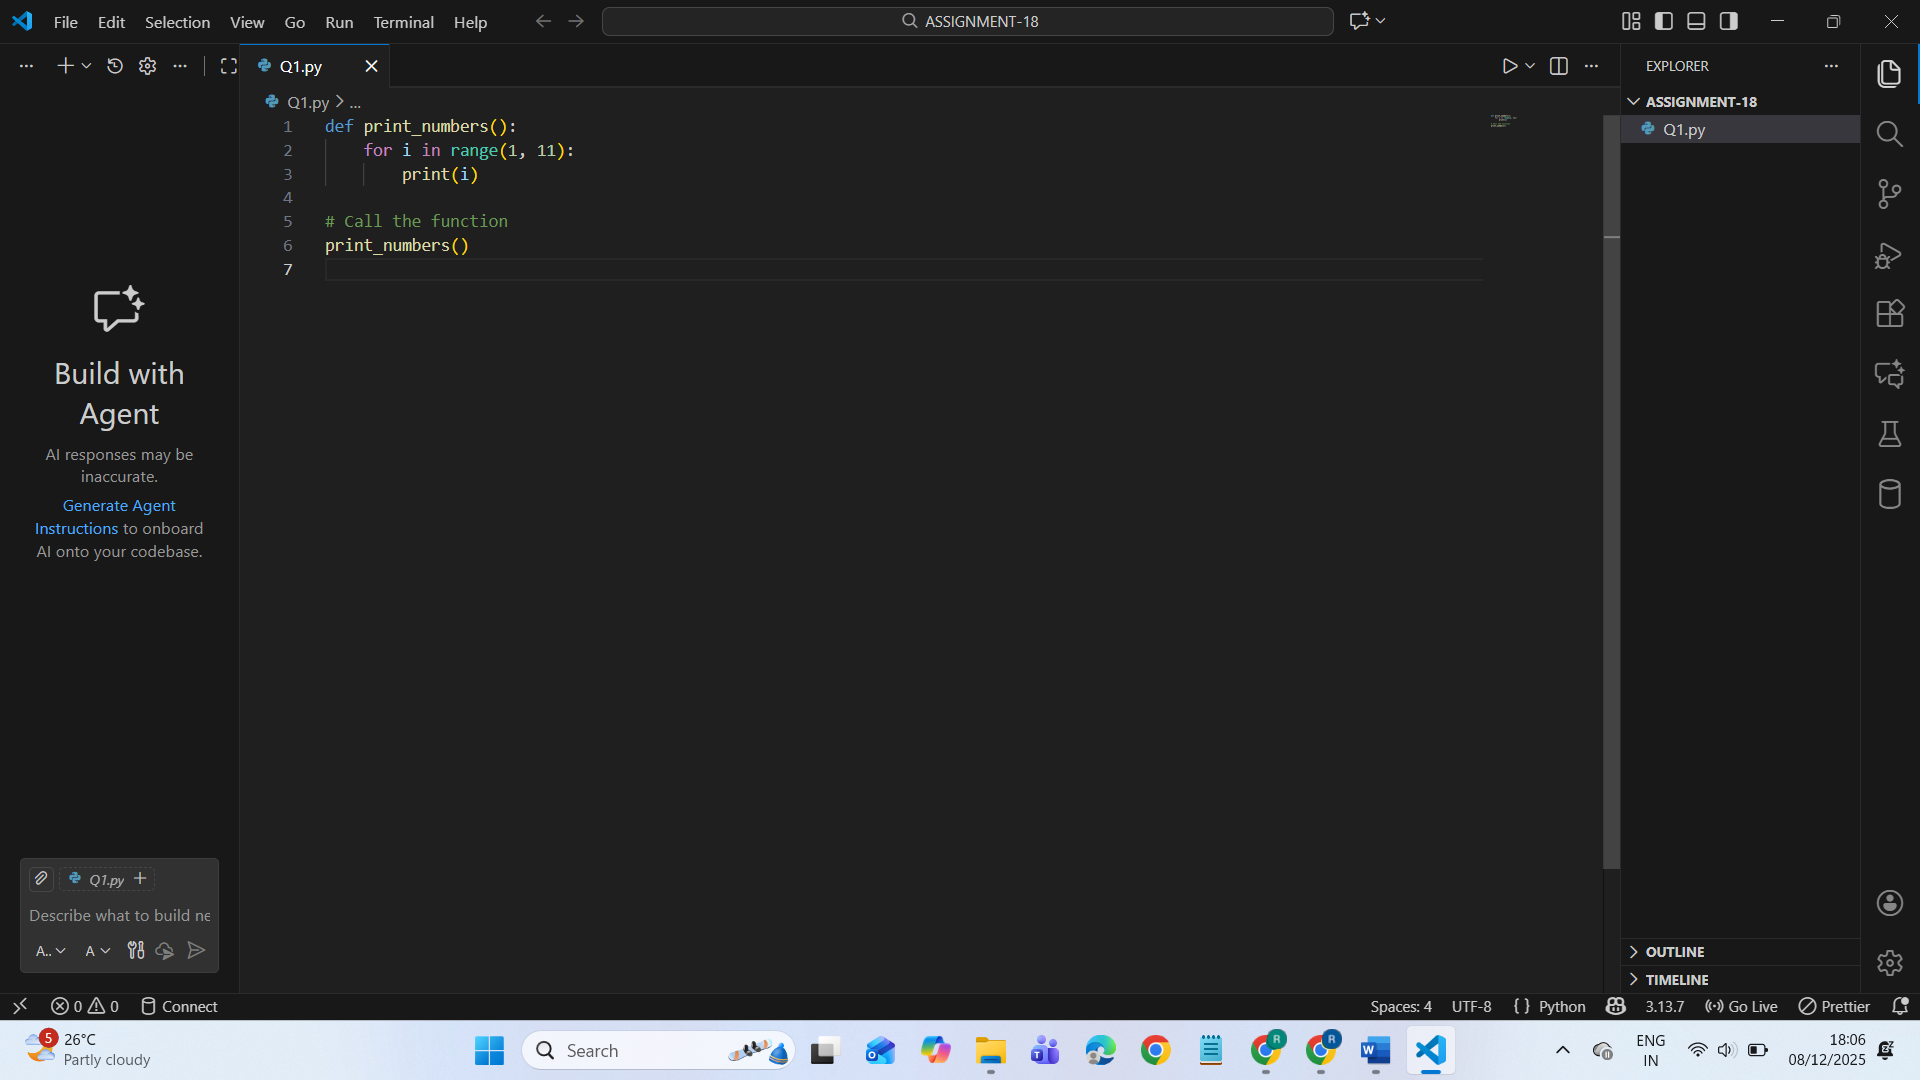 File Edit Selection View Go Run Terminal Help
ASSIGNMENT-18
Q1.py
EXPLORER
Q1.py > ...
ASSIGNMENT-18
Q1.py
1 def print_numbers():
2     for i in range(1, 11):
3         print(i)
4
5 # Call the function
6 print_numbers()
7
Build with
Agent
AI responses may be
inaccurate.
Generate Agent
Instructions to onboard
AI onto your codebase.
Q1.py
Describe what to build ne
A..
A
OUTLINE
TIMELINE
0 0 Connect
Spaces: 4 UTF-8 { } Python 3.13.7 Go Live Prettier
5
26°C
Partly cloudy
Search
R
R
ENG
IN
18:06
08/12/2025